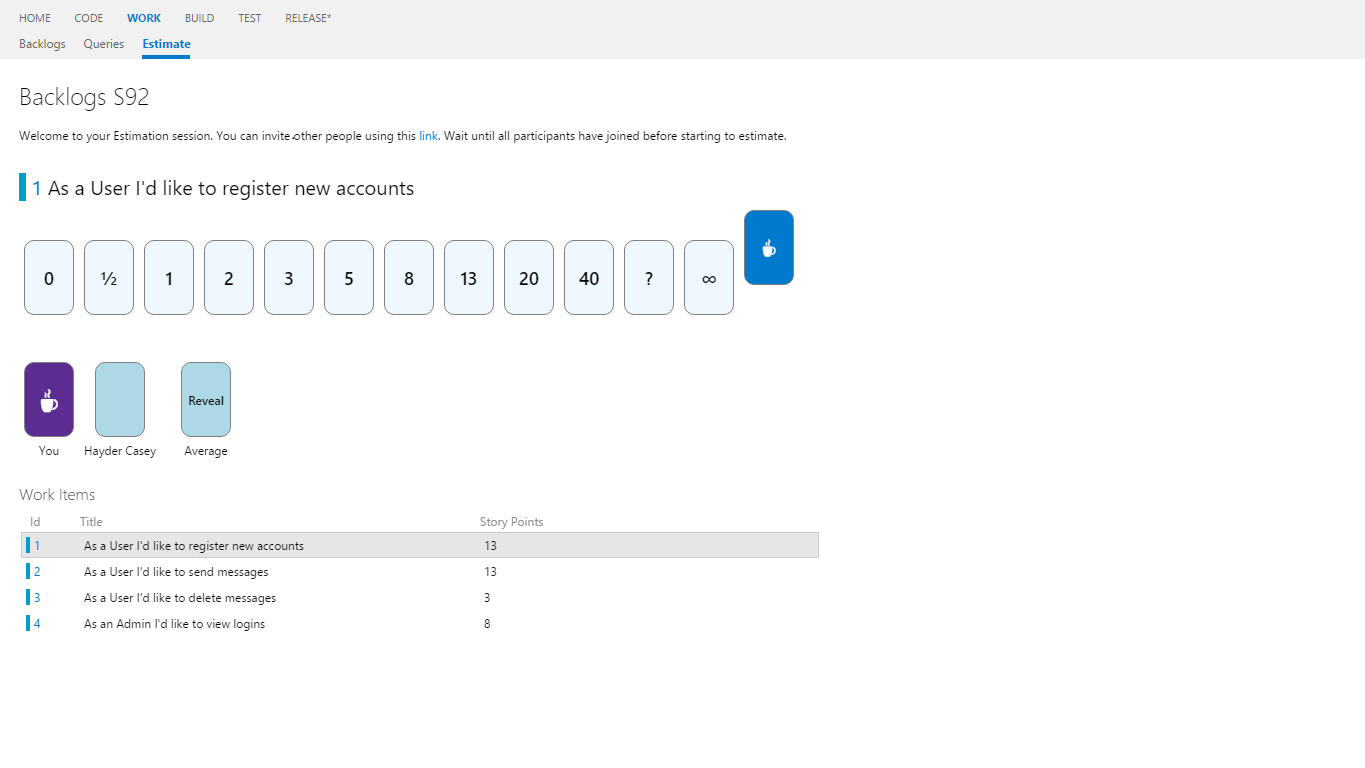 HOME CODE WORK BUILD TEST RELEASE*
Backlogs Queries Estimate
Backlogs S92
Welcome to your Estimation session. You can invite other people using this link. Wait until all participants have joined before starting to estimate.
1 As a User I'd like to register new accounts
0 ½ 1 2 3 5 8 13 20 40 ? ∞
Reveal
You Hayder Casey Average
Work Items
Id Title Story Points
1 As a User I'd like to register new accounts 13
2 As a User I'd like to send messages 13
3 As a User I'd like to delete messages 3
4 As an Admin I'd like to view logins 8